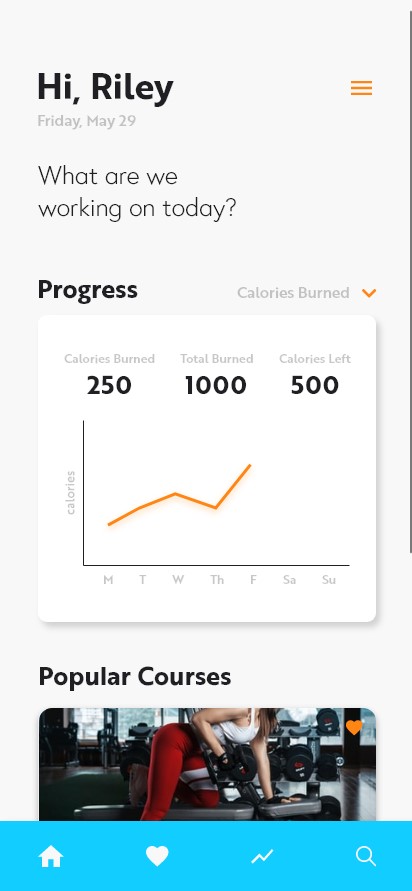 Hi, Riley
Friday, May 29
What are we
working on today?
Progress
Calories Burned
Calories Burned Total Burned Calories Left
250 1000 500
calories
M T W Th F Sa Su
Popular Courses